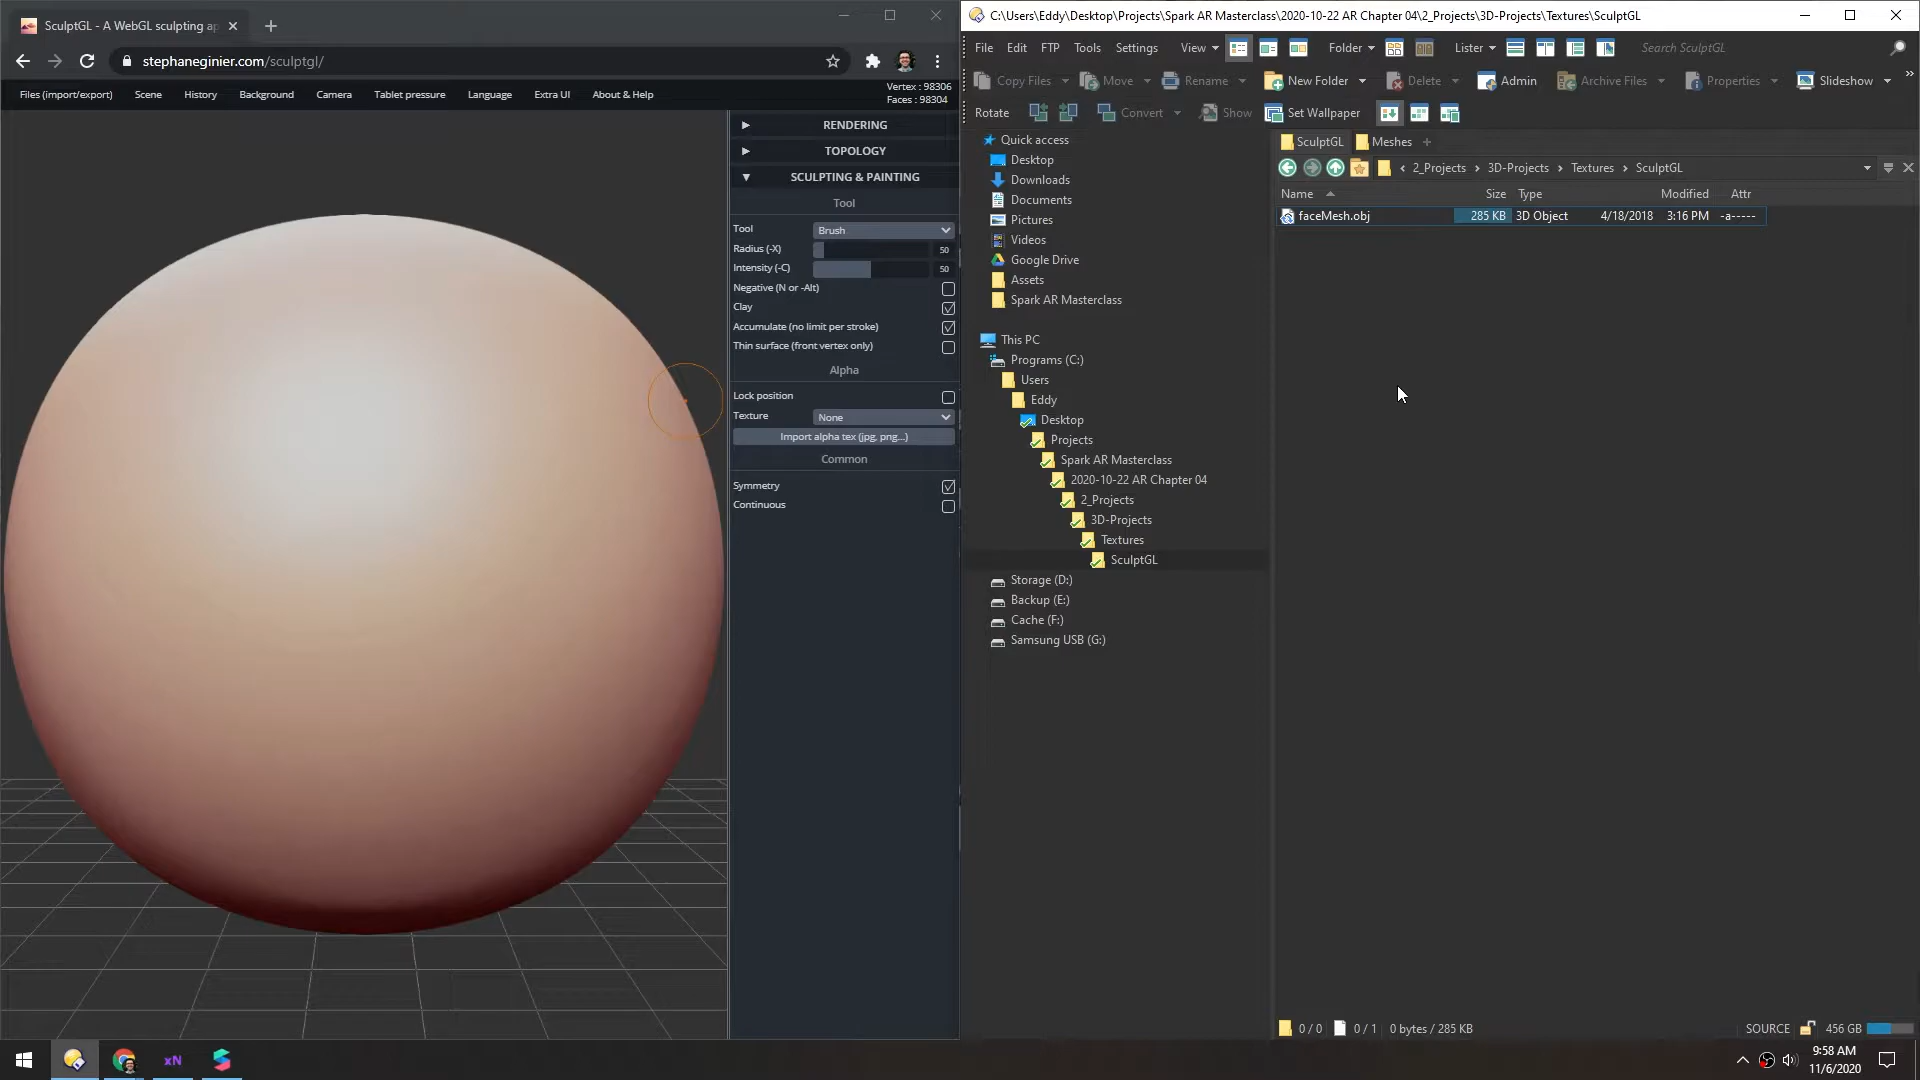 SculptGL - A WebGL sculpting ap
stephaneginier.com/sculptgl/
Files (import/export) Scene History Background Camera Tablet pressure Language Extra UI About & Help
Vertex : 98306
Faces : 98304
RENDERING
TOPOLOGY
SCULPTING & PAINTING
Tool
Tool Brush
Radius (-X) 50
Intensity (-C) 50
Negative (N or -Alt)
Clay
Accumulate (no limit per stroke)
Thin surface (front vertex only)
Alpha
Lock position
Texture None
Import alpha tex (jpg, png...)
Common
Symmetry
Continuous
C:\Users\Eddy\Desktop\Projects\Spark AR Masterclass\2020-10-22 AR Chapter 04\2_Projects\3D-Projects\Textures\SculptGL
File Edit FTP Tools Settings View Folder Lister Search SculptGL
Copy Files Move Rename New Folder Delete Admin Archive Files Properties Slideshow
Rotate Convert Show Set Wallpaper
Quick access
Desktop
Downloads
Documents
Pictures
Videos
Google Drive
Assets
Spark AR Masterclass
This PC
Programs (C:)
Users
Eddy
Desktop
Projects
Spark AR Masterclass
2020-10-22 AR Chapter 04
2_Projects
3D-Projects
Textures
SculptGL
Storage (D:)
Backup (E:)
Cache (F:)
Samsung USB (G:)
SculptGL Meshes
2_Projects 3D-Projects Textures SculptGL
Name Size Type Modified Attr
faceMesh.obj 285 KB 3D Object 4/18/2018 3:16 PM -a-----
0 / 0 0 / 1 0 bytes / 285 KB SOURCE 456 GB
xN
9:58 AM
11/6/2020